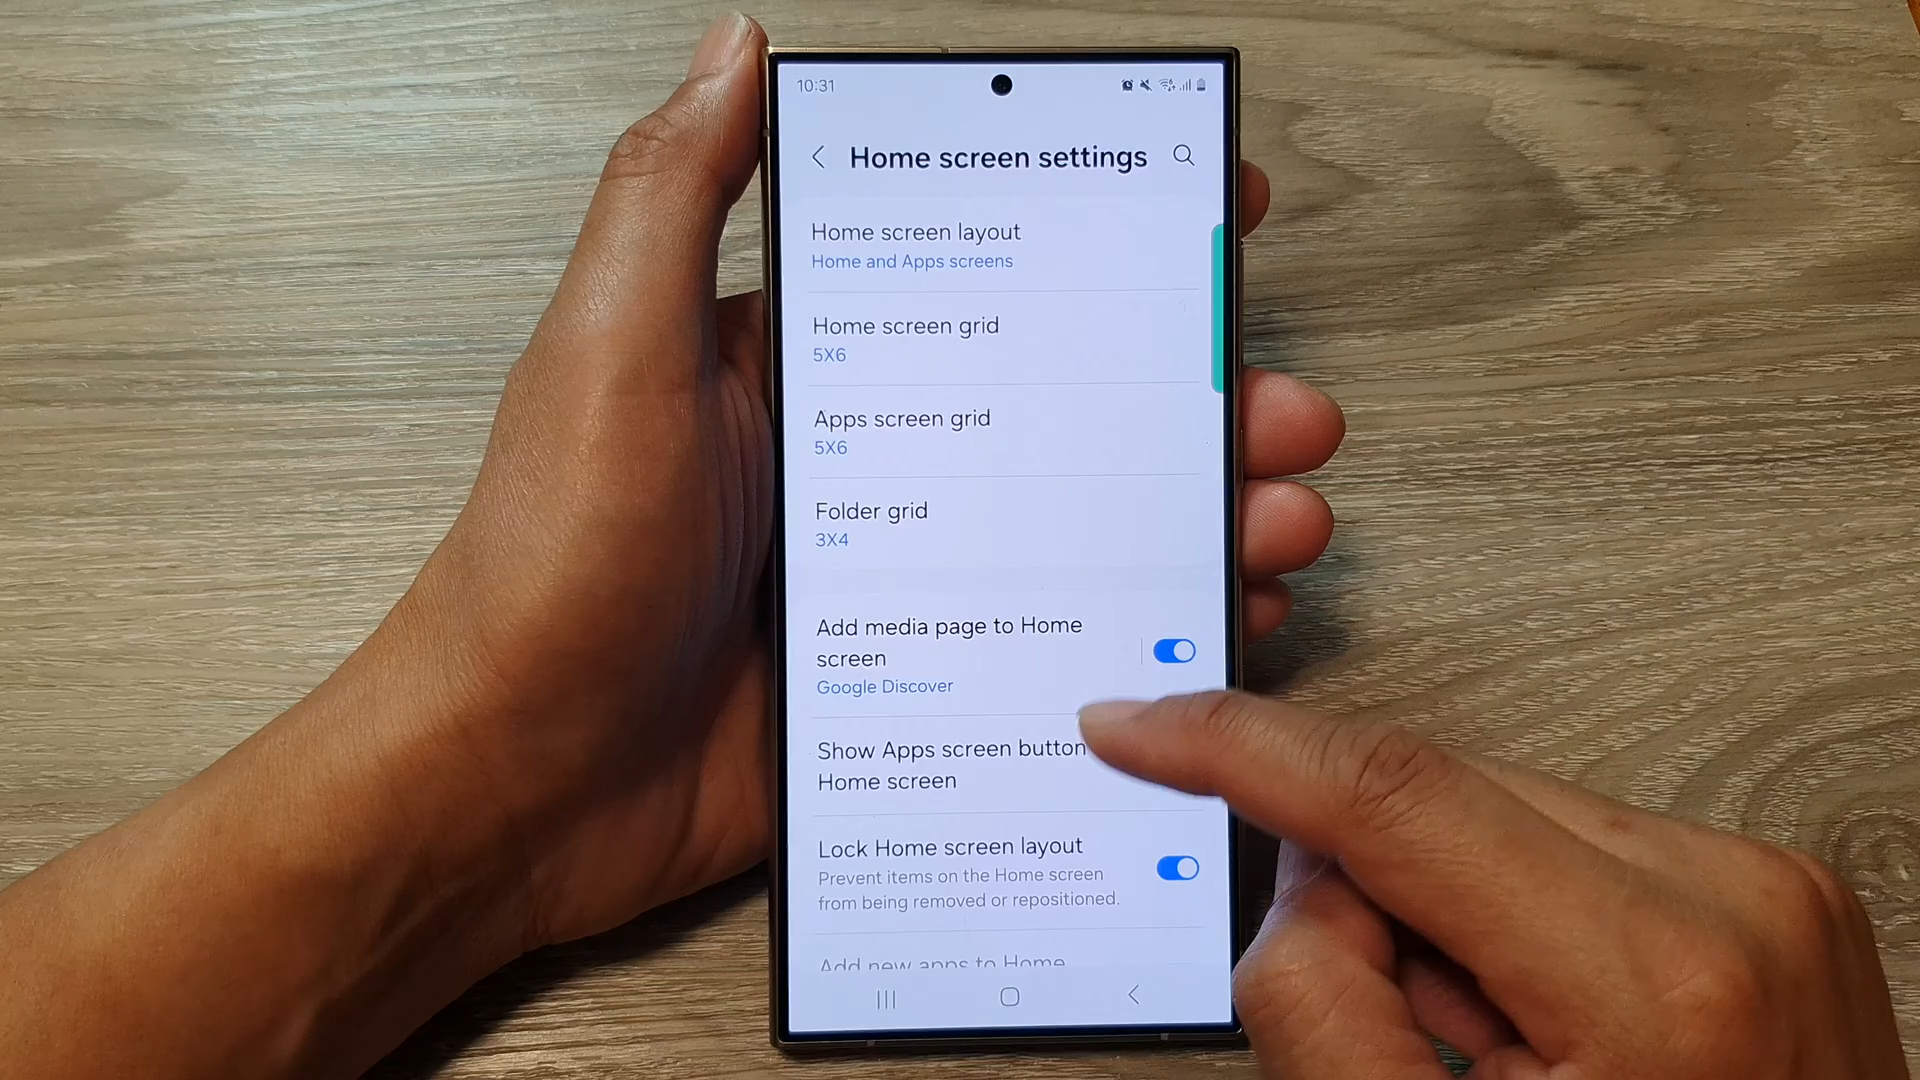 10:31
Home screen settings
Home screen layout
Home and Apps screens
Home screen grid
5X6
Apps screen grid
5X6
Folder grid
3X4
Add media page to Home
screen
Google Discover
Show Apps screen button
Home screen
Lock Home screen layout
Prevent items on the Home screen
from being removed or repositioned.
Add new apps to Home